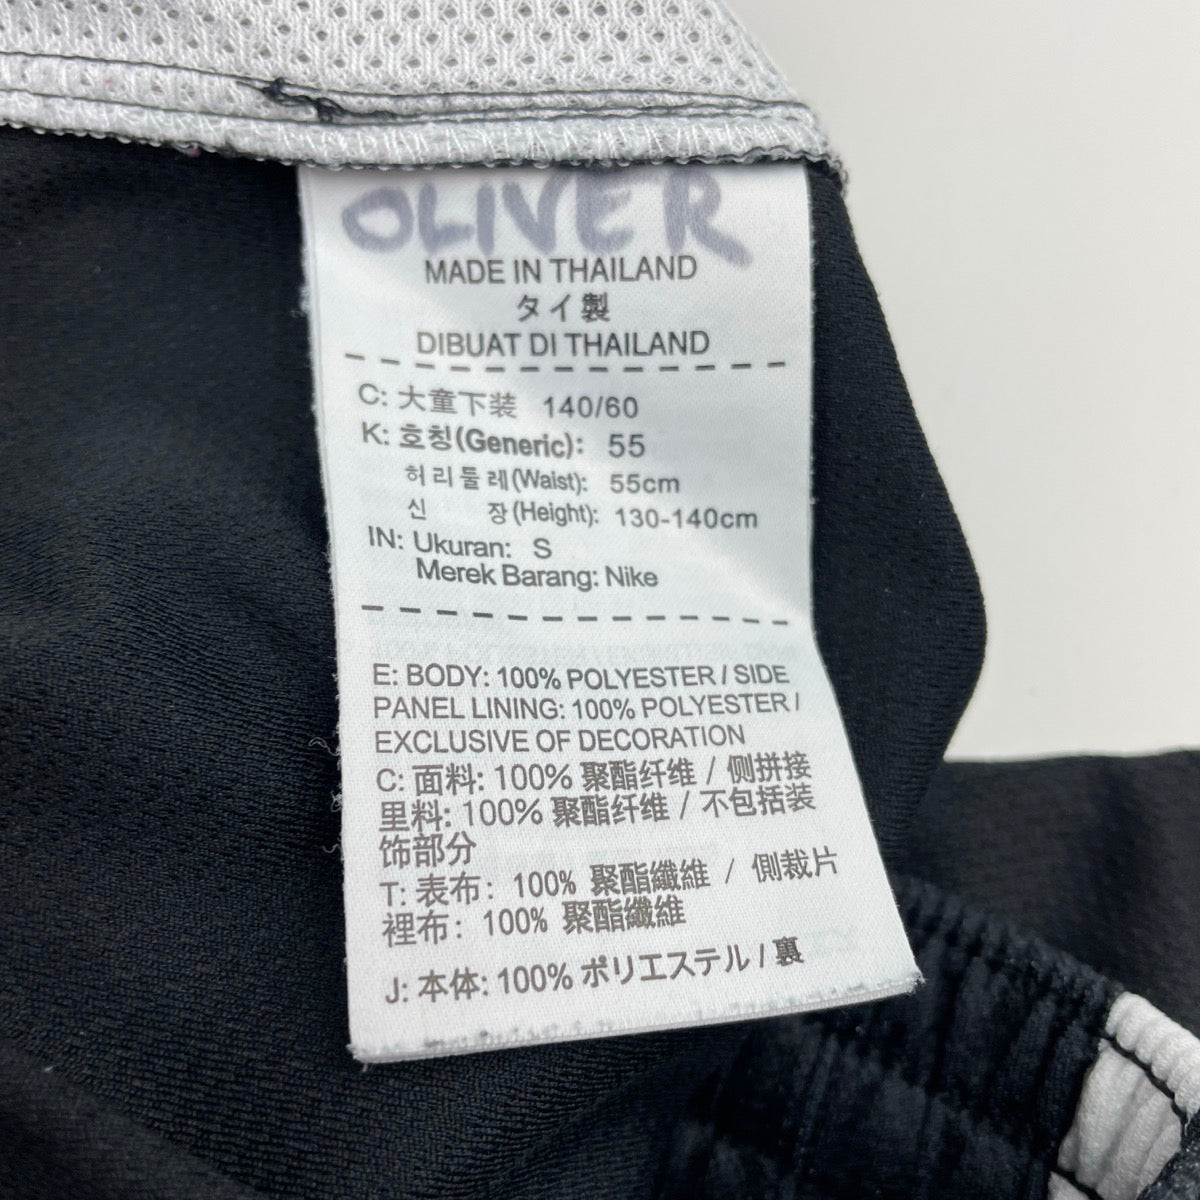 OLIVER
MADE IN THAILAND
タイ製
DIBUAT DI THAILAND
C: 大童下装 140/60
K: 호칭(Generic): 55
허리둘레(Waist): 55cm
신 장(Height): 130-140cm
IN: Ukuran: S
Merek Barang: Nike
E: BODY: 100% POLYESTER / SIDE
PANEL LINING: 100% POLYESTER /
EXCLUSIVE OF DECORATION
C: 面料: 100% 聚酯纤维 / 侧拼接
里料: 100% 聚酯纤维 / 不包括装
饰部分
T: 表布: 100% 聚酯纖維 / 側裁片
裡布: 100% 聚酯纖維
J: 本体: 100% ポリエステル / 裏